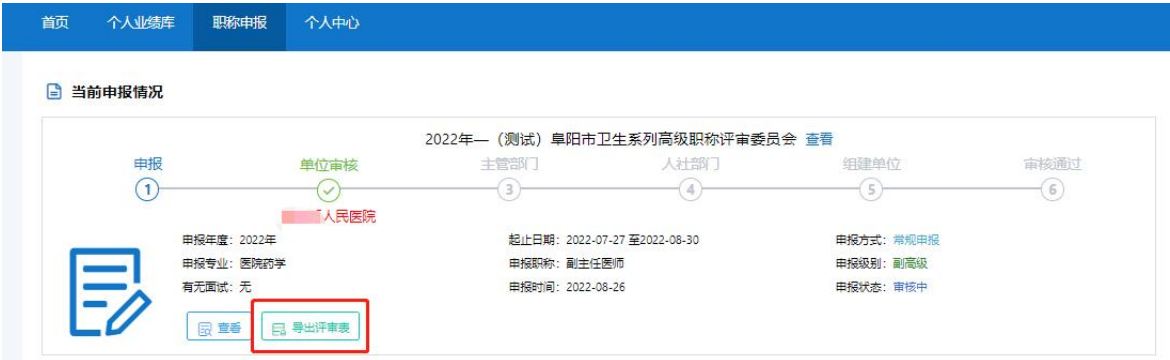 首页 个人业绩库 职称申报 个人中心
当前申报情况
2022年—（测试）阜阳市卫生系列高级职称评审委员会 查看
申报 单位审核 主管部门 人社部门 组建单位 审核通过
1 3 4 5 6
人民医院
申报年度：2022年 起止日期：2022-07-27 至2022-08-30 申报方式：常规申报
申报专业：医院药学 申报职称：副主任医师 申报级别：副高级
有无面试：无 申报时间：2022-08-26 申报状态：审核中
查看 导出评审表